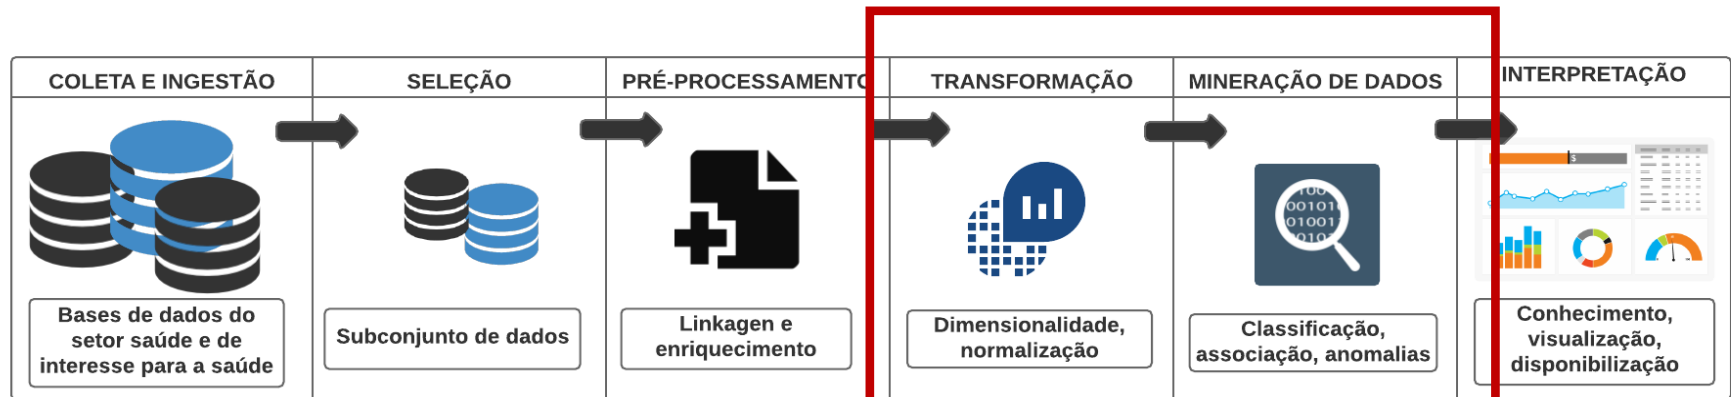 COLETA E INGESTÃO
SELEÇÃO
PRÉ-PROCESSAMENTO
TRANSFORMAÇÃO
MINERAÇÃO DE DADOS
INTERPRETAÇÃO
Bases de dados do
setor saúde e de
interesse para a saúde
Subconjunto de dados
Linkagen e
enriquecimento
Dimensionalidade,
normalização
Classificação,
associação, anomalias
Conhecimento,
visualização,
disponibilização